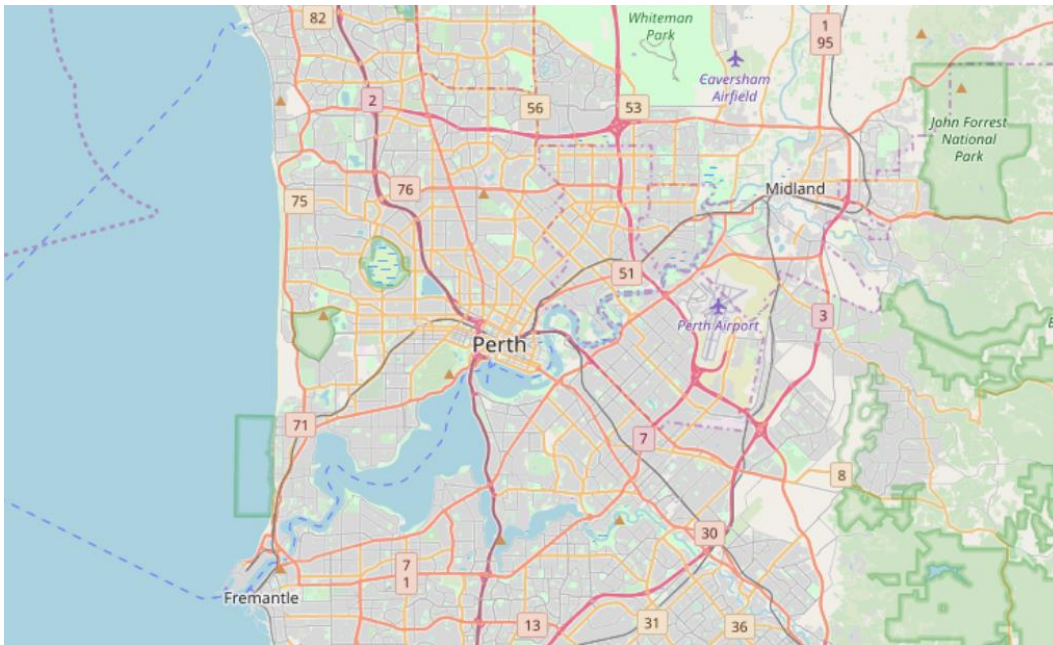 82
Whiteman
Park
1
95
Caversham
Airfield
2
56
53
John Forrest
National
Park
76
75
Midland
51
3
Perth Airport
Perth
71
7
8
30
7
1
Fremantle
13
31
36